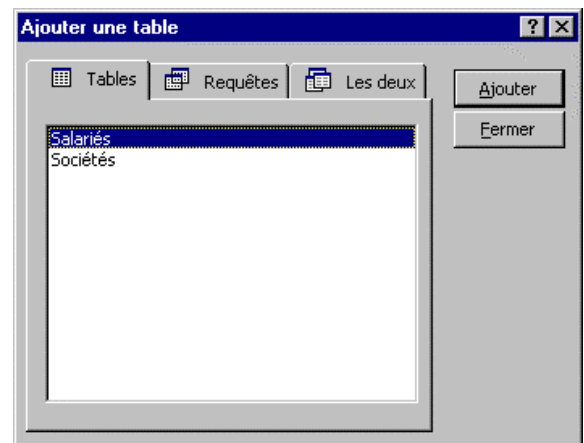 Ajouter une table
Tables Requêtes Les deux
Ajouter
Fermer
Salariés
Sociétés